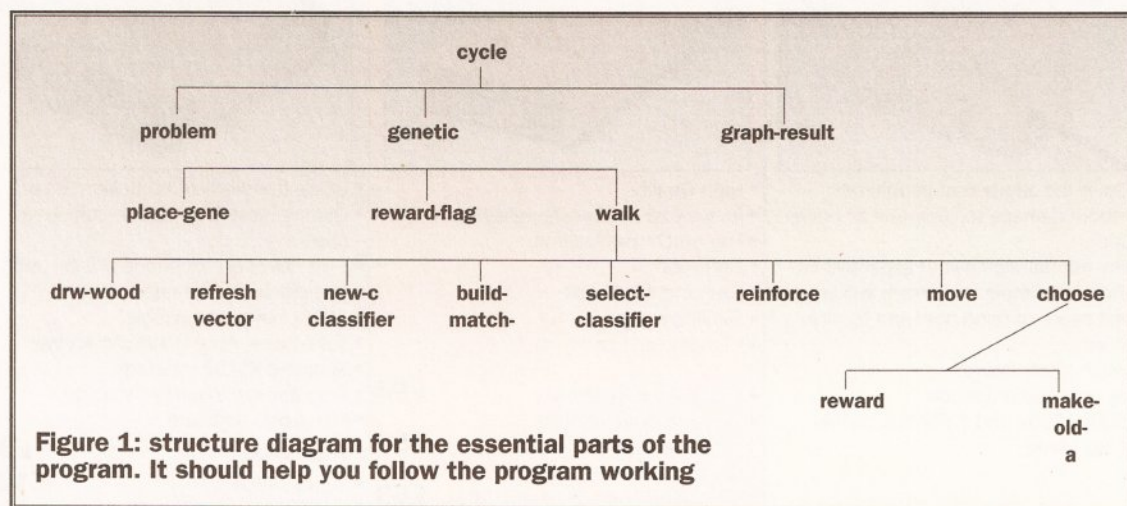 cycle
problem genetic graph-result
place-gene reward-flag walk
drw-wood refresh new-c build- select- reinforce move choose
vector classifier match- classifier
reward make-
old-
a
Figure 1: structure diagram for the essential parts of the
program. It should help you follow the program working